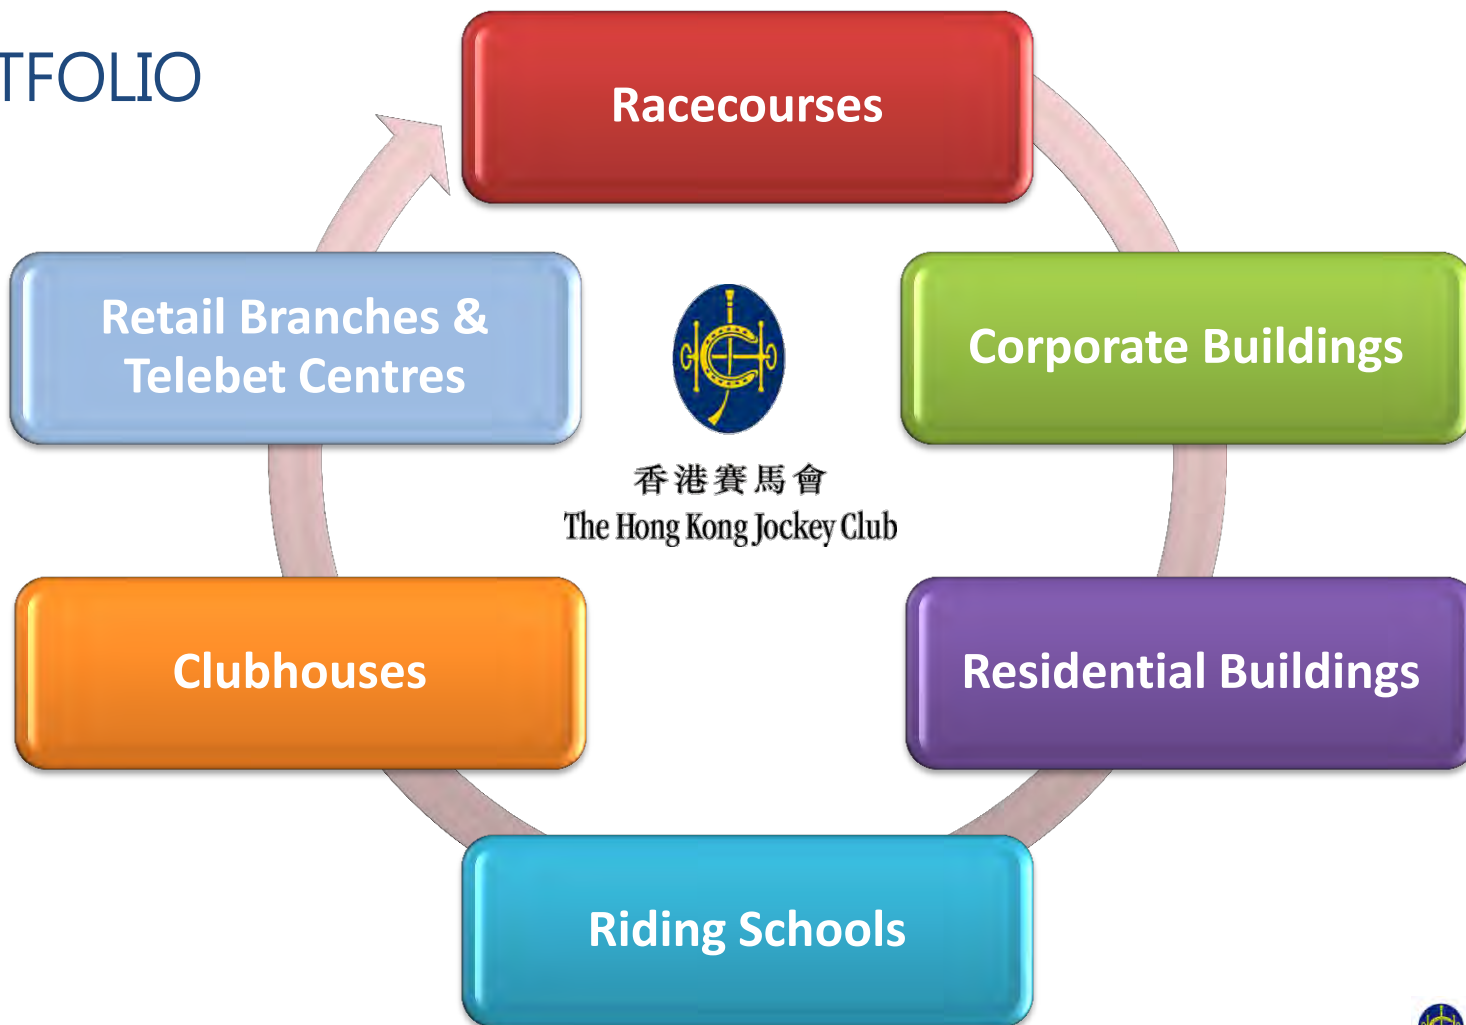 TFOLIO
Racecourses
Retail Branches &
Telebet Centres
Corporate Buildings
香港賽馬會
The Hong Kong Jockey Club
Clubhouses
Residential Buildings
Riding Schools